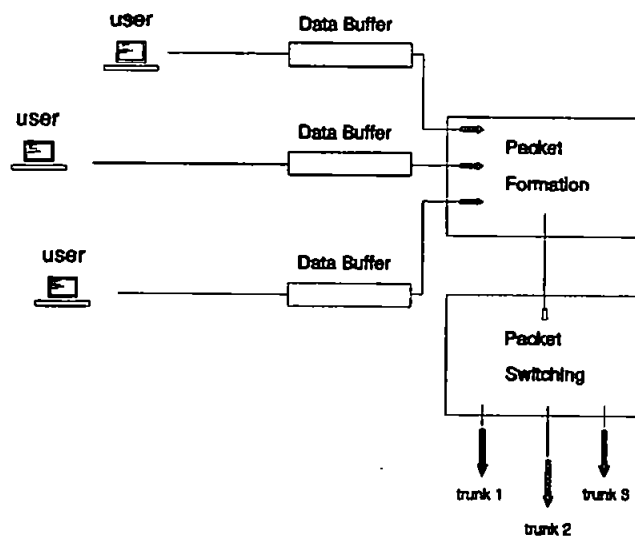 user
Data Buffer
user
Data Buffer
Packet
Formation
user
Data Buffer
Packet
Switching
trunk 1
trunk 2
trunk 3